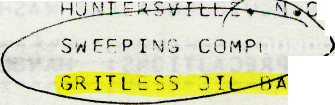 HUNTERSVILLE, N.C
SWEEPING COMP
GRITLESS OIL BA